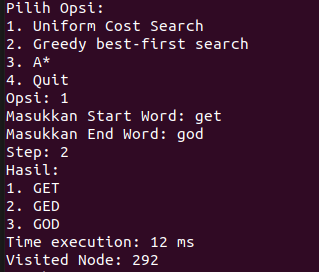 Pilih Opsi:
1. Uniform Cost Search
2. Greedy best-first search
3. A*
4. Quit
Opsi: 1
Masukkan Start Word: get
Masukkan End Word: god
Step: 2
Hasil:
1. GET
2. GED
3. GOD
Time execution: 12 ms
Visited Node: 292